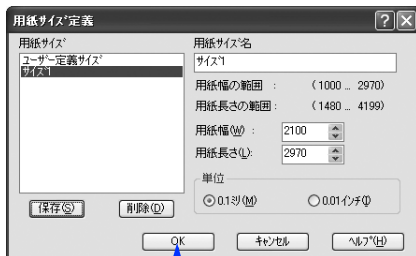 用紙サイズ定義
用紙サイズ
ユーザー定義サイズ
サイズ1
用紙サイズ名
サイズ1
用紙幅の範囲 : (1000 .. 2970)
用紙長さの範囲 : (1480 .. 4199)
用紙幅(W) : 2100
用紙長さ(L): 2970
単位
0.1ミリ(M) 0.01インチ(I)
保存(S) 削除(D)
OK キャンセル ヘルプ(H)